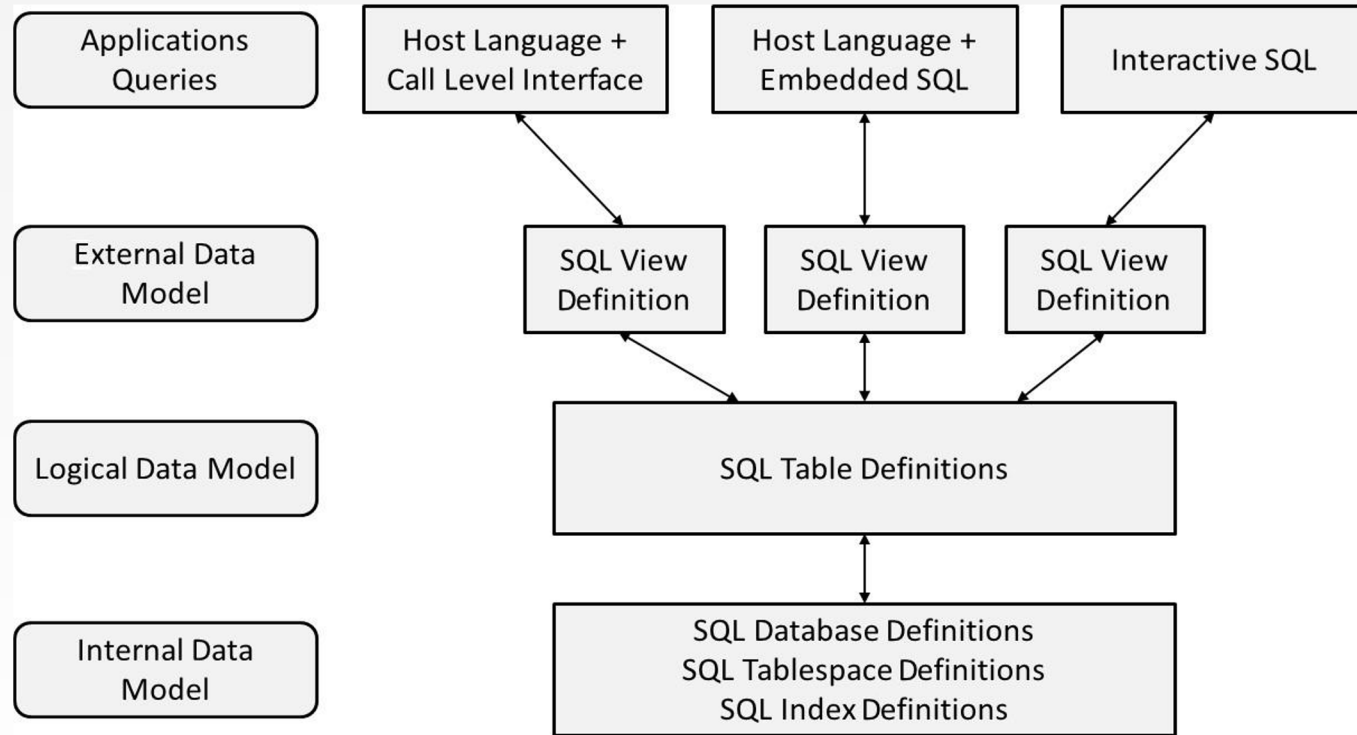 Applications
Queries
Host Language +
Call Level Interface
Host Language +
Embedded SQL
Interactive SQL
External Data
Model
SQL View
Definition
SQL View
Definition
SQL View
Definition
Logical Data Model
SQL Table Definitions
Internal Data
Model
SQL Database Definitions
SQL Tablespace Definitions
SQL Index Definitions